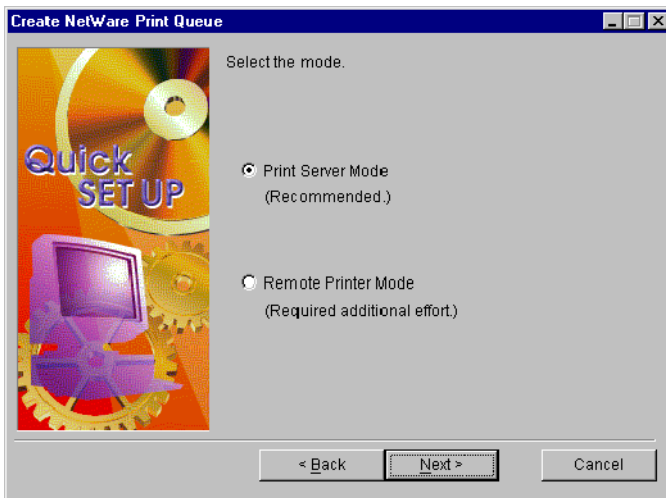 Create NetWare Print Queue
Select the mode.
Quick
SET UP
Print Server Mode
(Recommended.)
Remote Printer Mode
(Required additional effort.)
< Back
Next >
Cancel